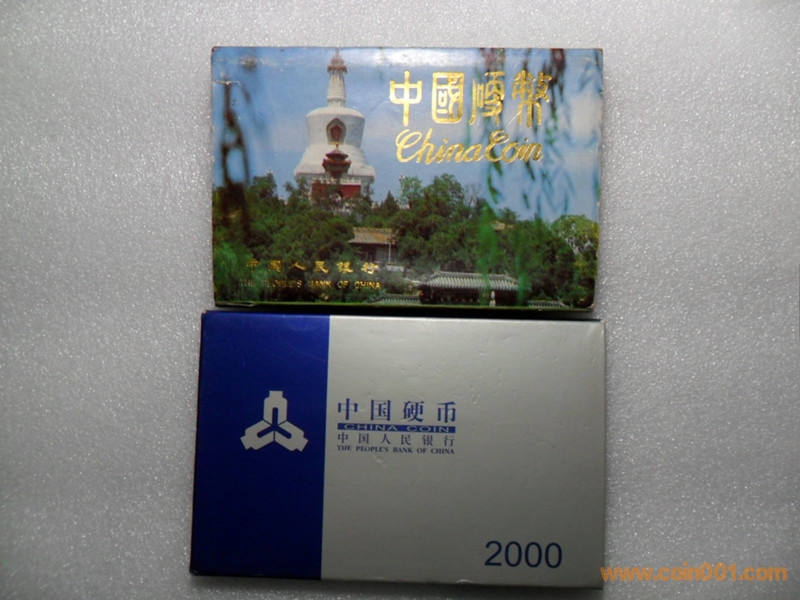 中國硬幣
China Coin
中国人民银行
THE PEOPLE'S BANK OF CHINA
中国硬币
CHINA COIN
中国人民银行
THE PEOPLE'S BANK OF CHINA
2000
www.coin001.com